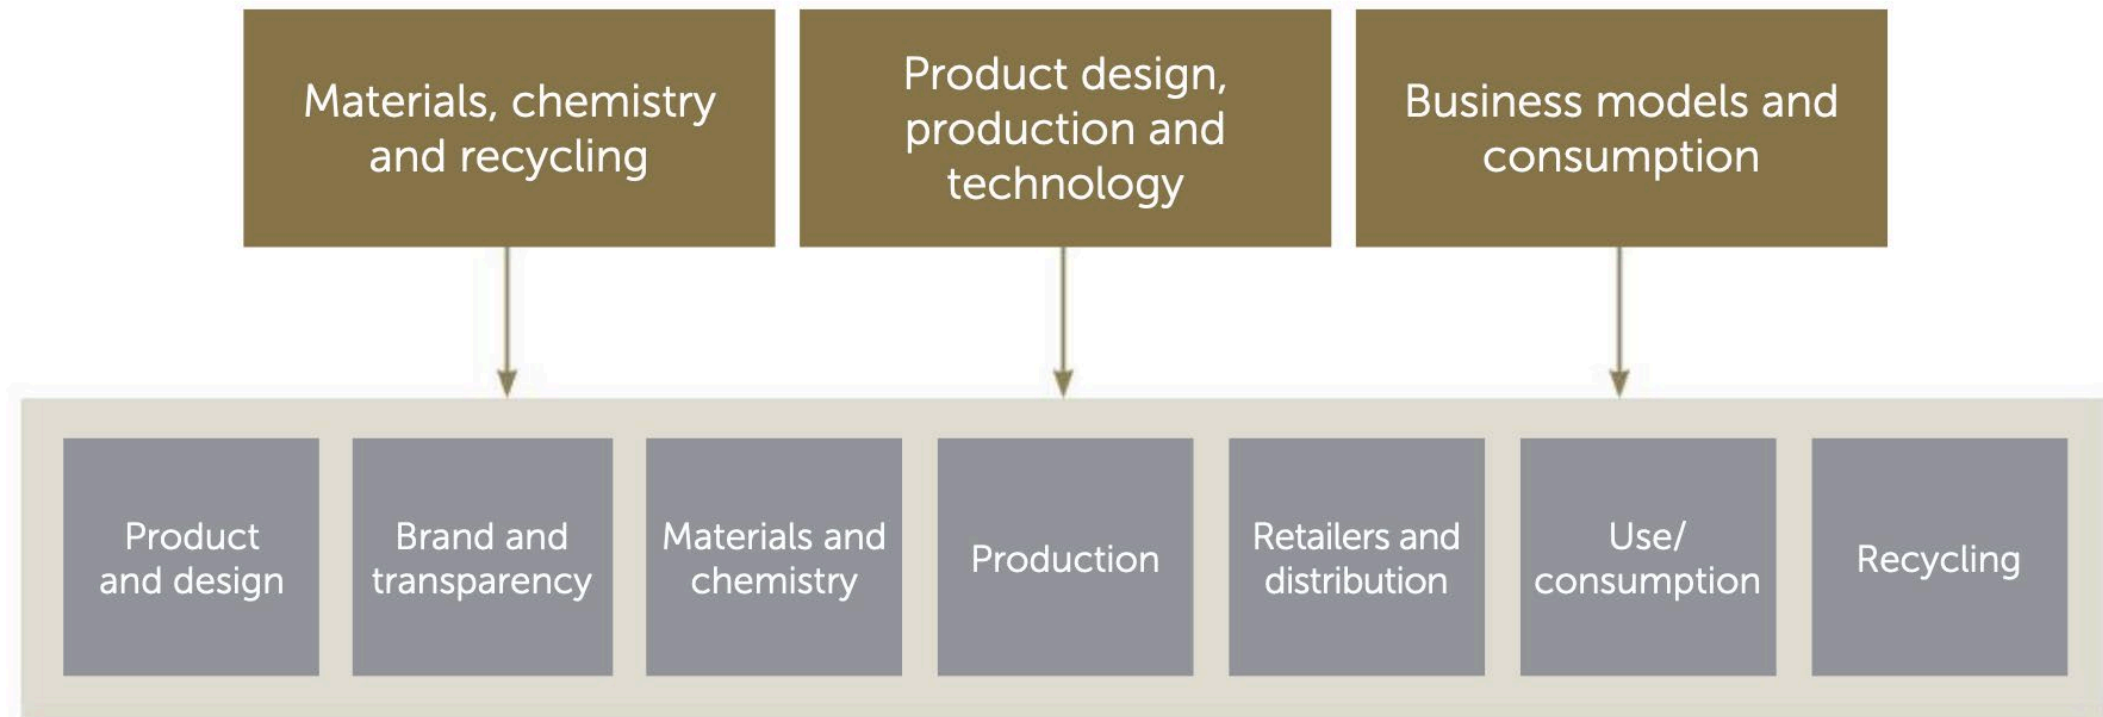 Materials, chemistry
and recycling
Product design,
production and
technology
Business models and
consumption
Product
and design
Brand and
transparency
Materials and
chemistry
Production
Retailers and
distribution
Use/
consumption
Recycling